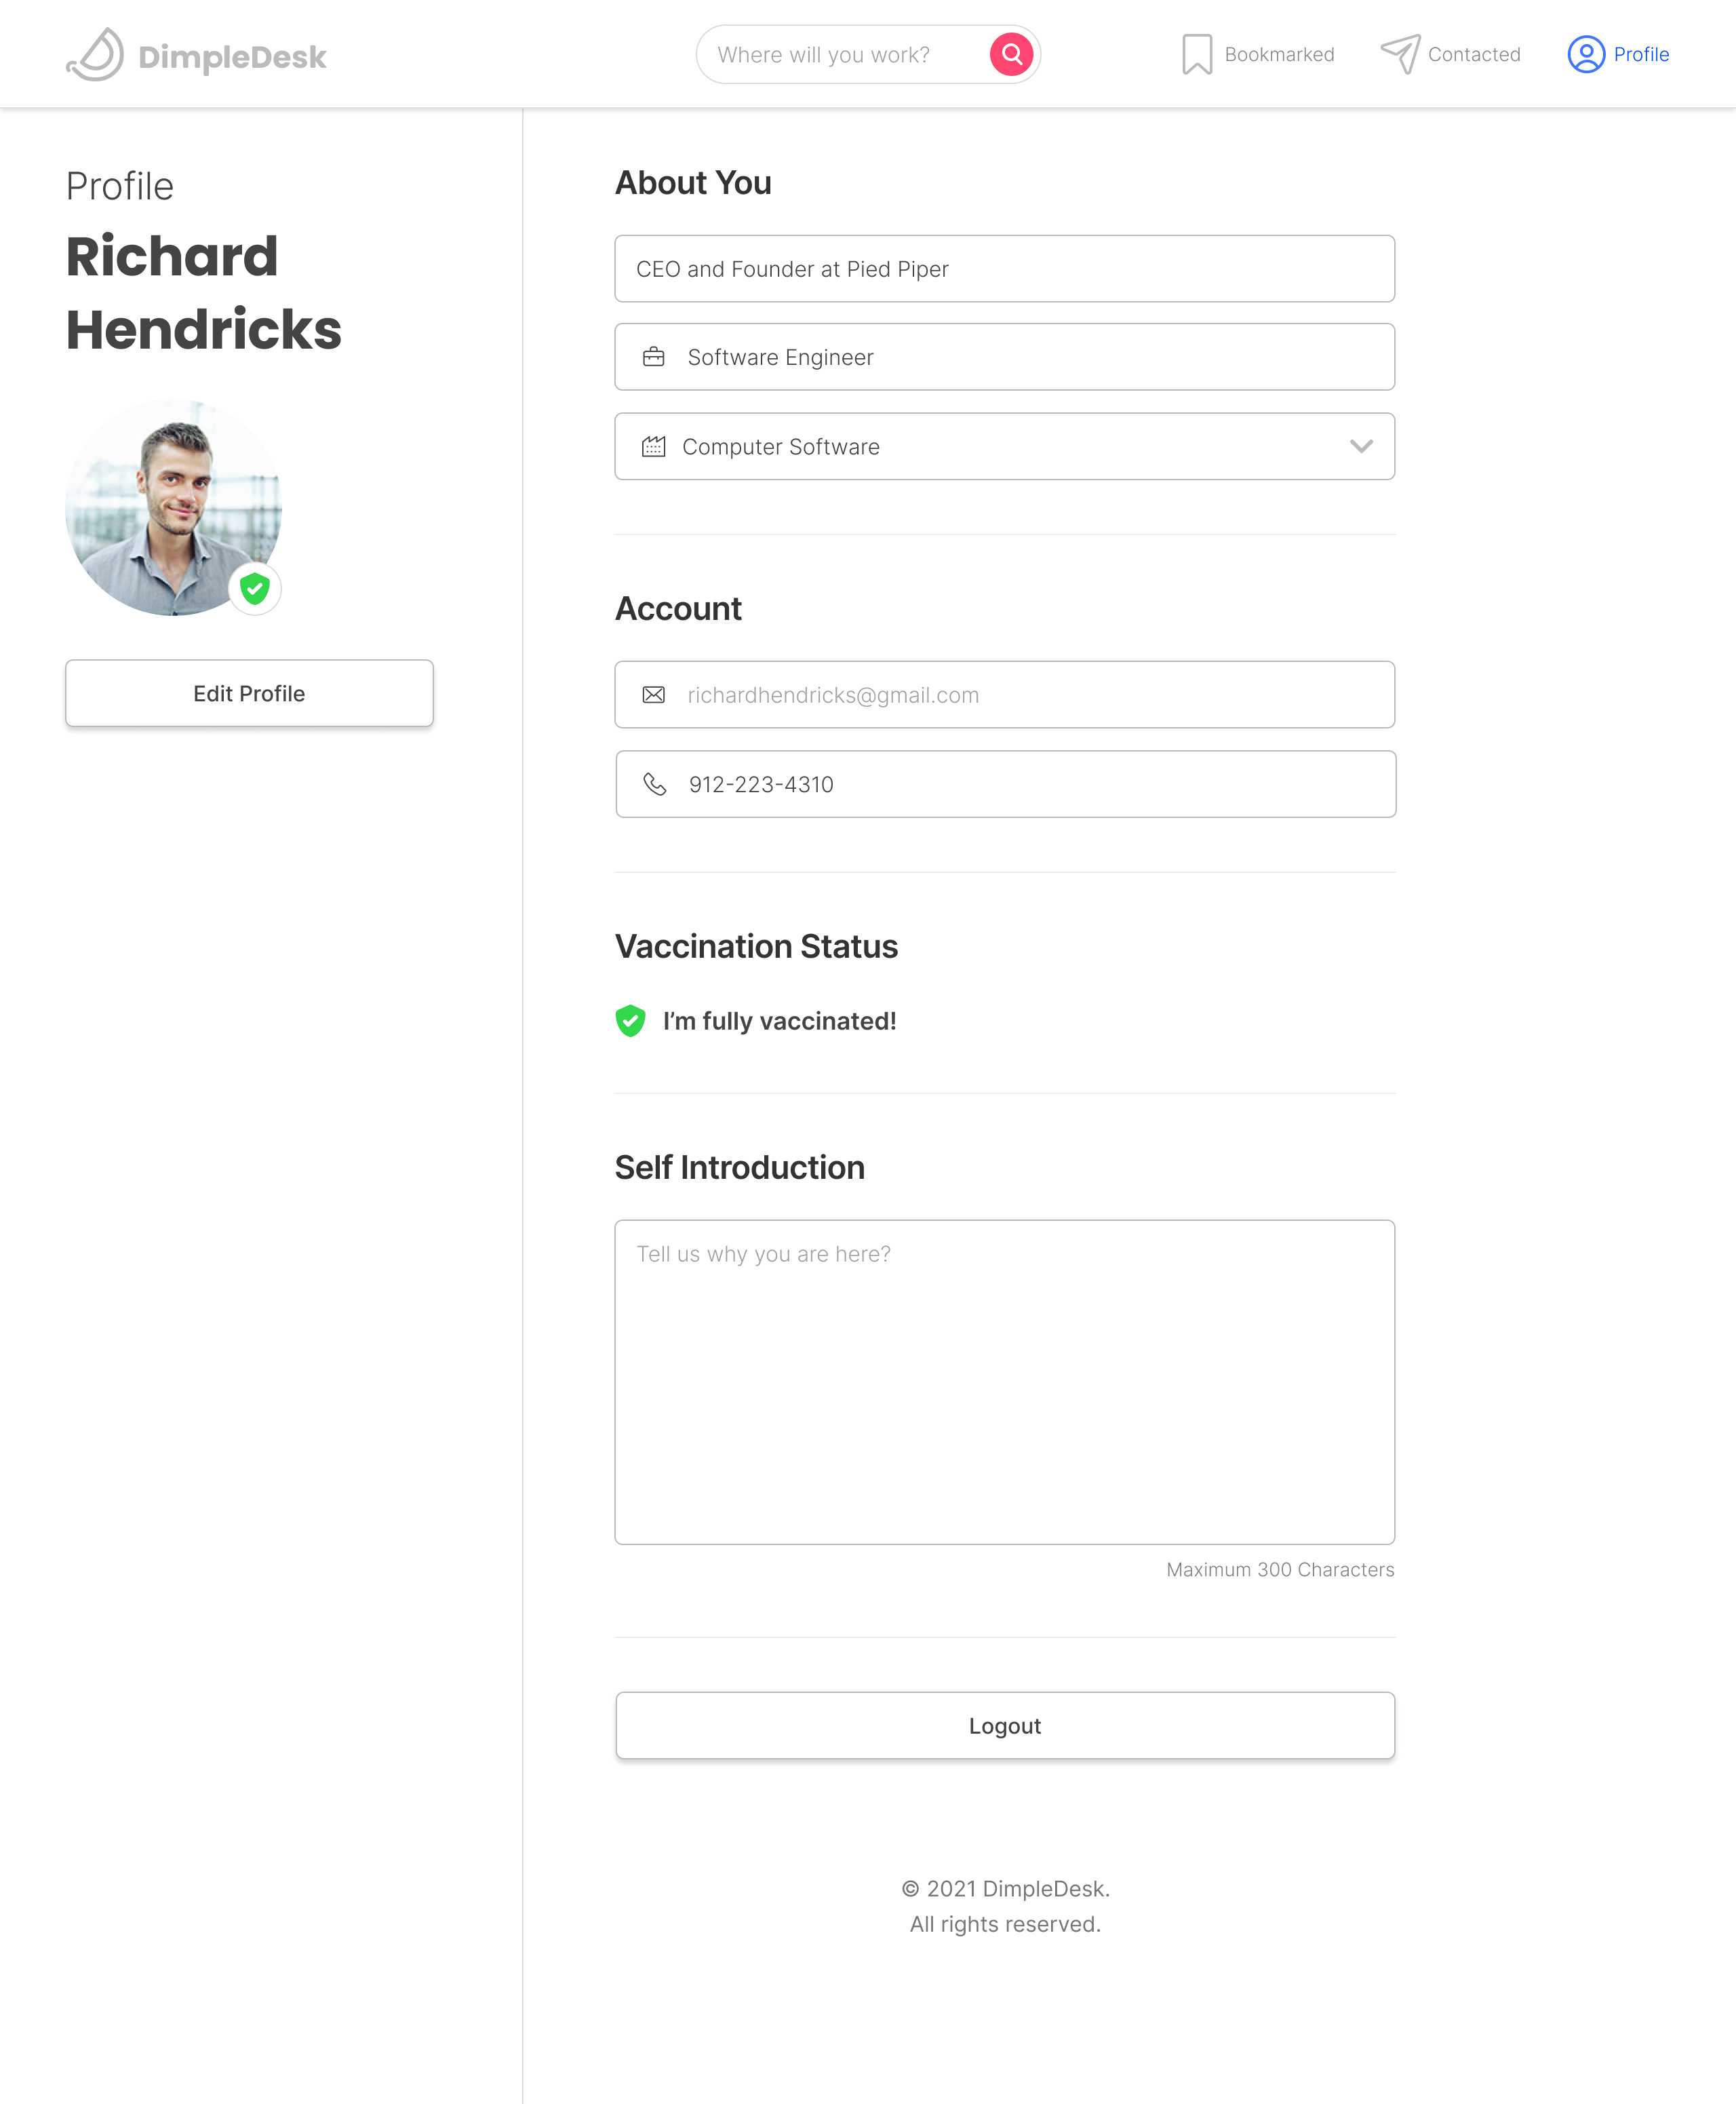 DimpleDesk
Where will you work?
Bookmarked
Contacted
Profile
Profile
Richard
Hendricks
Edit Profile
About You
CEO and Founder at Pied Piper
Software Engineer
Computer Software
Account
richardhendricks@gmail.com
912-223-4310
Vaccination Status
I’m fully vaccinated!
Self Introduction
Tell us why you are here?
Maximum 300 Characters
Logout
© 2021 DimpleDesk.
All rights reserved.